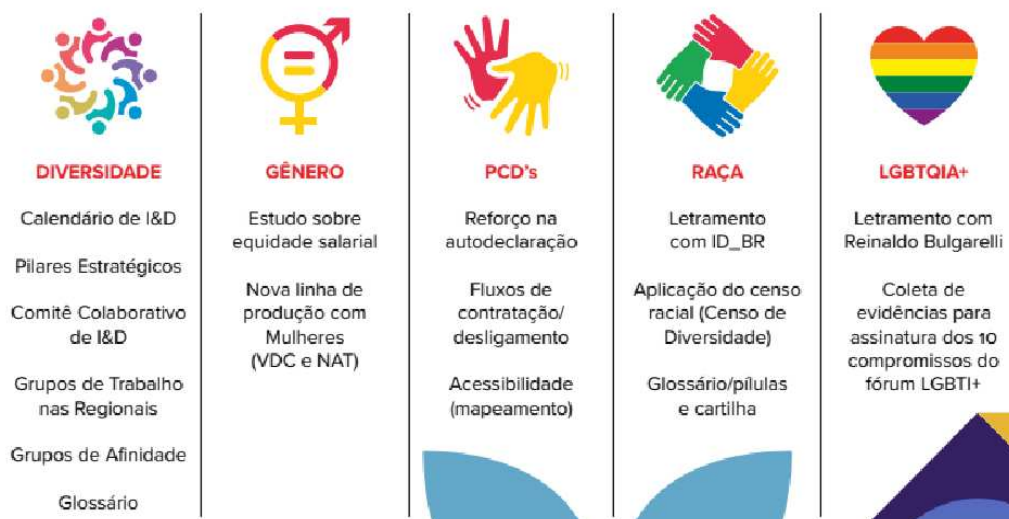 DIVERSIDADE
Calendário de I&D
Pilares Estratégicos
Comitê Colaborativo
de I&D
Grupos de Trabalho
nas Regionais
Grupos de Afinidade
Glossário
GÊNERO
Estudo sobre
equidade salarial
Nova linha de
produção com
Mulheres
(VDC e NAT)
PCD's
Reforço na
autodeclaração
Fluxos de
contratação/
desligamento
Acessibilidade
(mapeamento)
RAÇA
Letramento
com ID_BR
Aplicação do censo
racial (Censo de
Diversidade)
Glossário/pílulas
e cartilha
LGBTQIA+
Letramento com
Reinaldo Bulgarelli
Coleta de
evidências para
assinatura dos 10
compromissos do
fórum LGBTI+